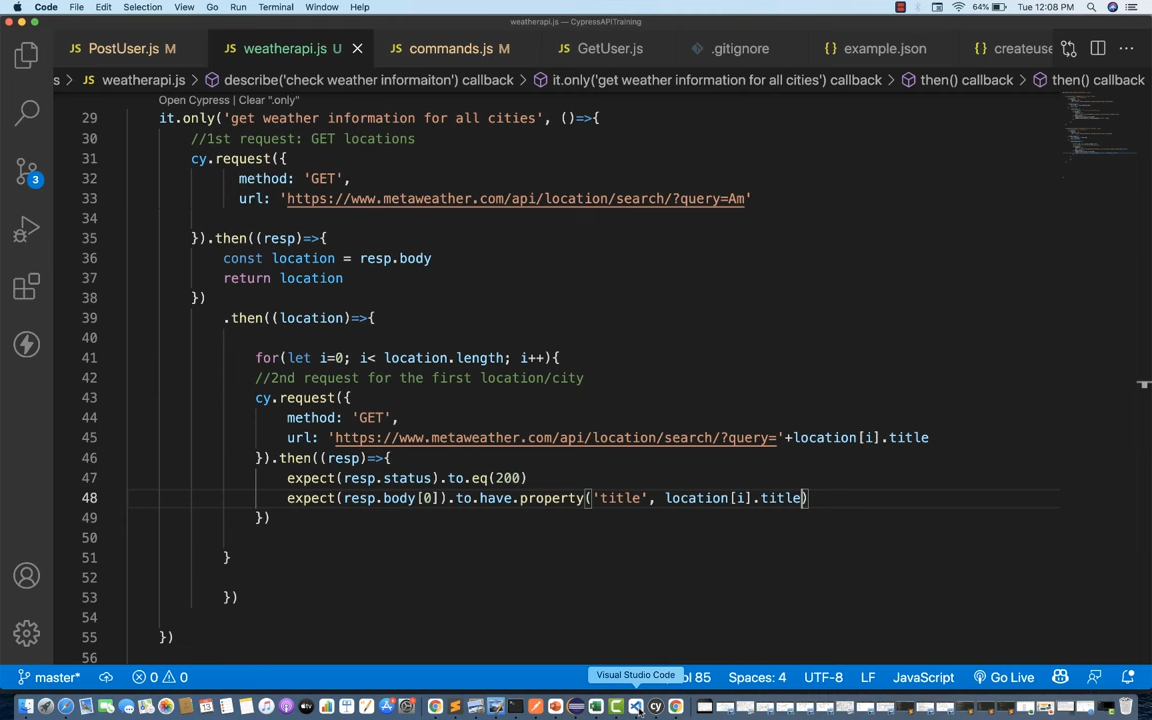 Code File Edit Selection View Go Run Terminal Window Help 64% Tue 12:08 PM
weatherapi.js — CypressAPITraining
PostUser.js M weatherapi.js U commands.js M GetUser.js .gitignore {} example.json {} createuse
s > JS weatherapi.js > describe('check weather informaiton') callback > it.only('get weather information for all cities') callback > then() callback > then() callback
Open Cypress | Clear ".only"
29 it.only('get weather information for all cities', ()=>{
30 //1st request: GET locations
31 cy.request({
32 method: 'GET',
33 url: 'https://www.metaweather.com/api/location/search/?query=Am'
34
35 }).then((resp)=>{
36 const location = resp.body
37 return location
38 })
39 .then((location)=>{
40
41 for(let i=0; i< location.length; i++){
42 //2nd request for the first location/city
43 cy.request({
44 method: 'GET',
45 url: 'https://www.metaweather.com/api/location/search/?query='+location[i].title
46 }).then((resp)=>{
47 expect(resp.status).to.eq(200)
48 expect(resp.body[0]).to.have.property('title', location[i].title)
49 })
50
51 }
52
53 })
54
55 })
56
3
Visual Studio Code
master* 0 0 ol 85 Spaces: 4 UTF-8 LF JavaScript Go Live